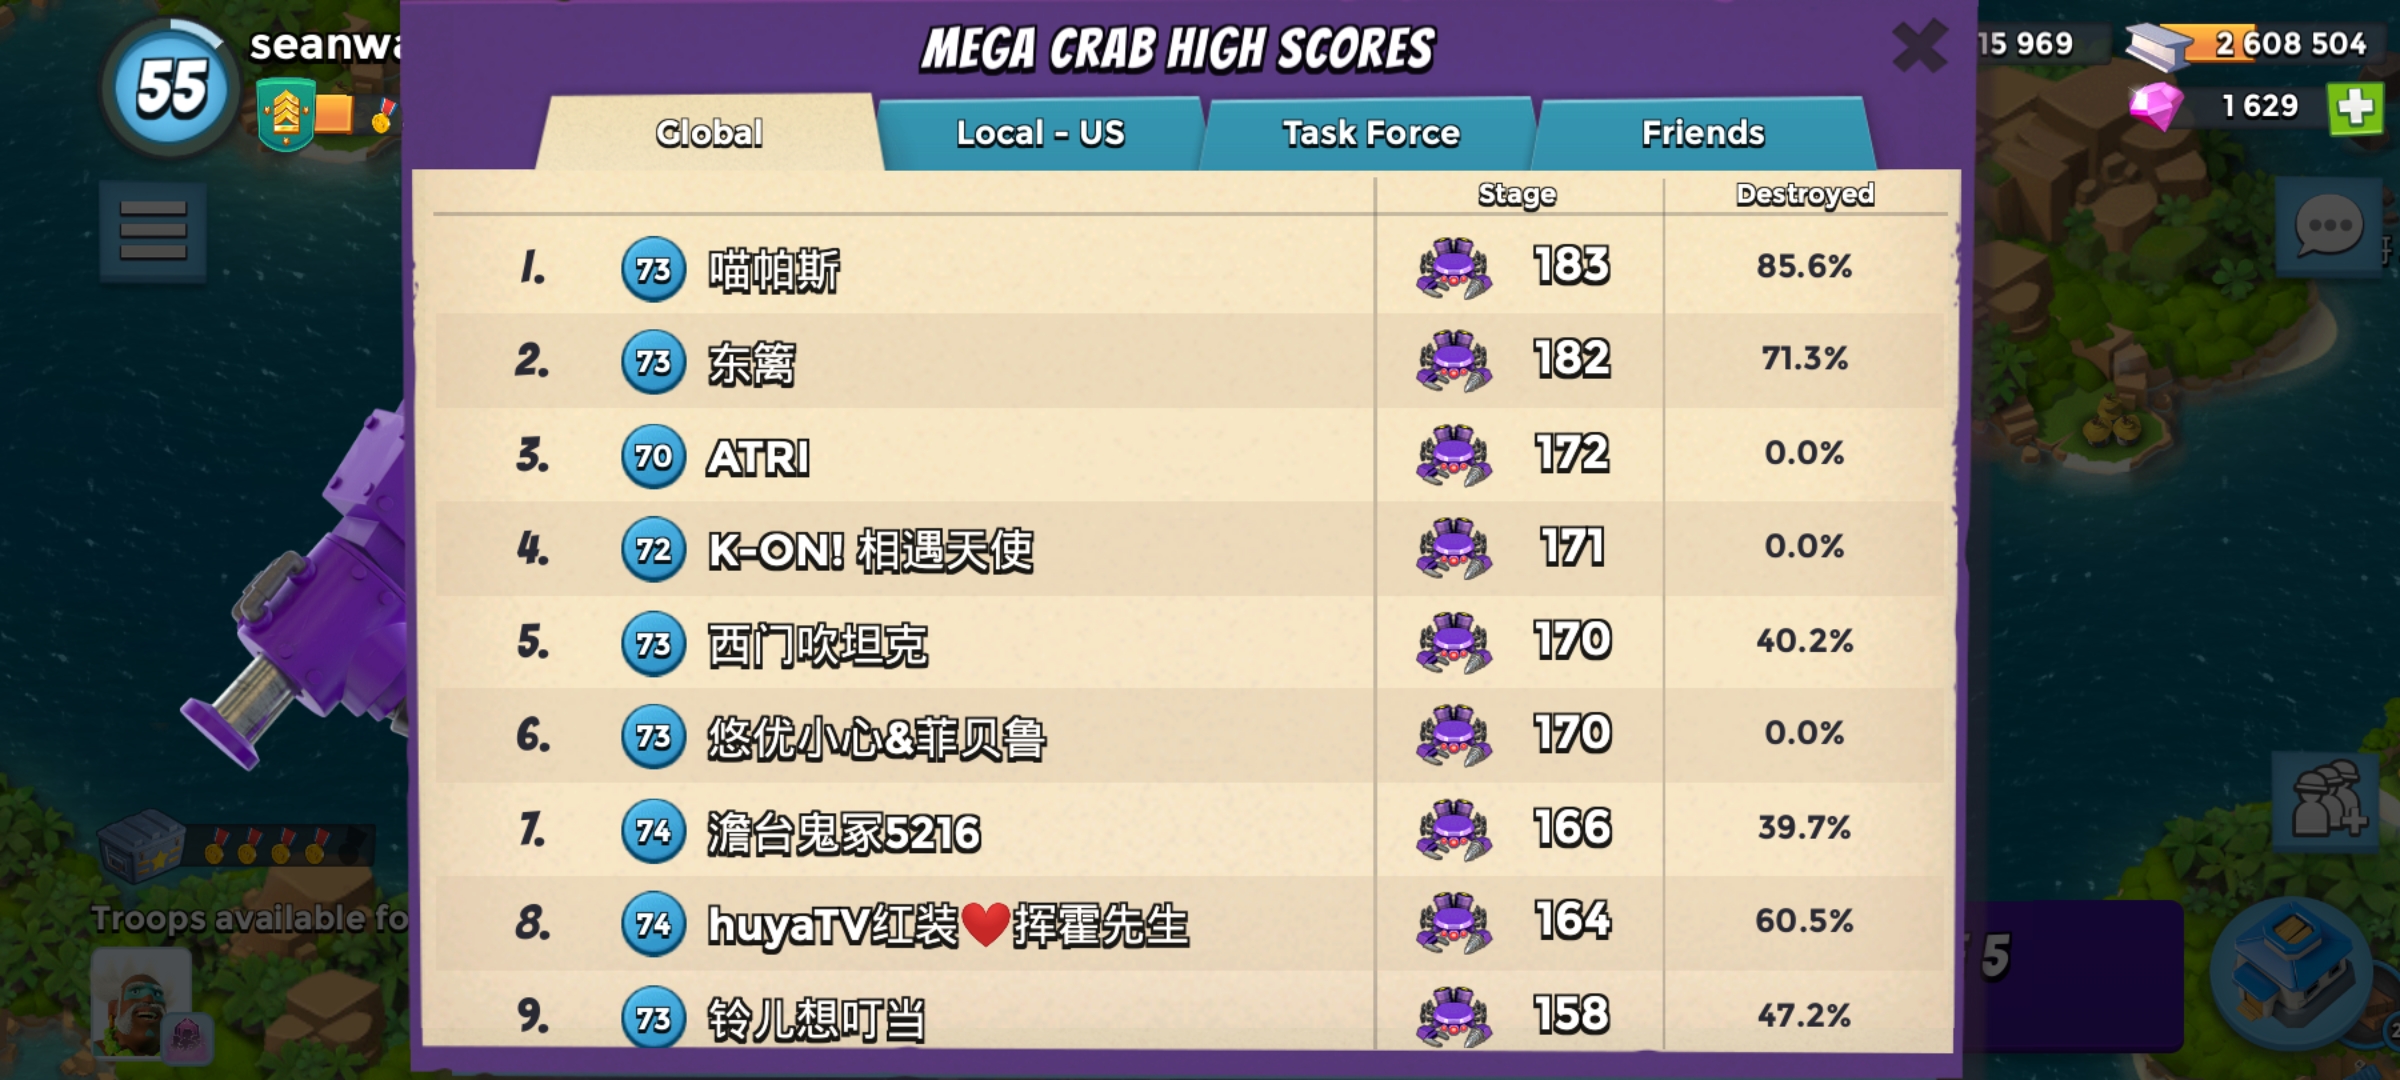 55
seanwa
15 969
2 608 504
1 629
MEGA CRAB HIGH SCORES
Global
Local - US
Task Force
Friends
Stage
Destroyed
1. 73 喵帕斯 183 85.6%
2. 73 东篱 182 71.3%
3. 70 ATRI 172 0.0%
4. 72 K-ON! 相遇天使 171 0.0%
5. 73 西门吹坦克 170 40.2%
6. 73 悠优小心&菲贝鲁 170 0.0%
7. 74 澹台鬼冢5216 166 39.7%
8. 74 huyaTV红装❤挥霍先生 164 60.5%
9. 73 铃儿想叮当 158 47.2%
Troops available fo
5